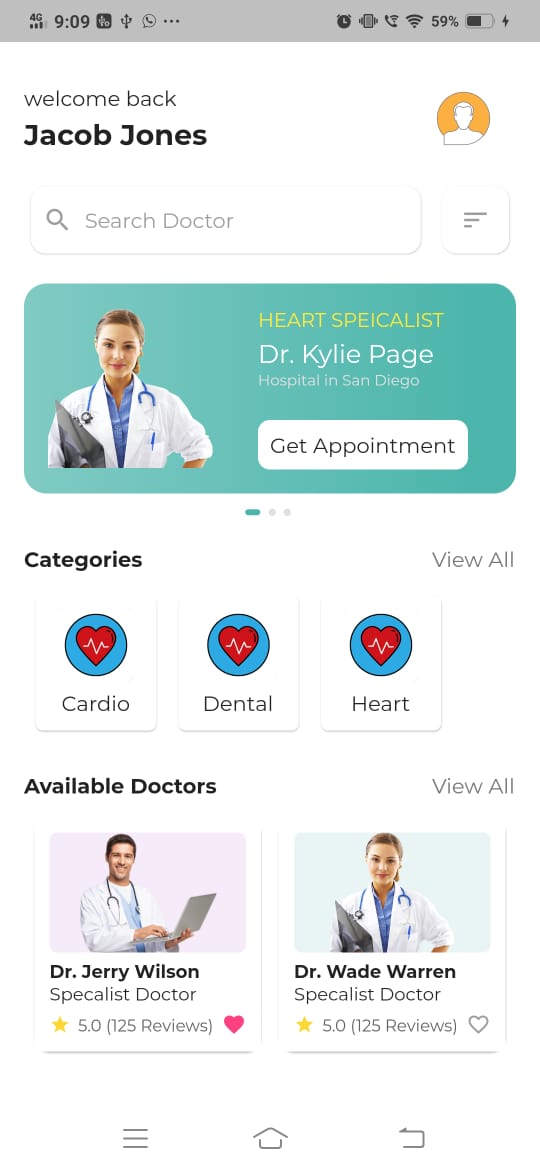 4G 9:09 59%
welcome back
Jacob Jones
Search Doctor
HEART SPEICALIST
Dr. Kylie Page
Hospital in San Diego
Get Appointment
Categories View All
Cardio Dental Heart
Available Doctors View All
Dr. Jerry Wilson Dr. Wade Warren
Specalist Doctor Specalist Doctor
5.0 (125 Reviews) 5.0 (125 Reviews)